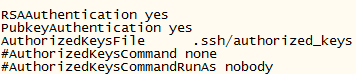 RSAAuthentication yes
PubkeyAuthentication yes
AuthorizedKeysFile      .ssh/authorized_keys
#AuthorizedKeysCommand none
#AuthorizedKeysCommandRunAs nobody